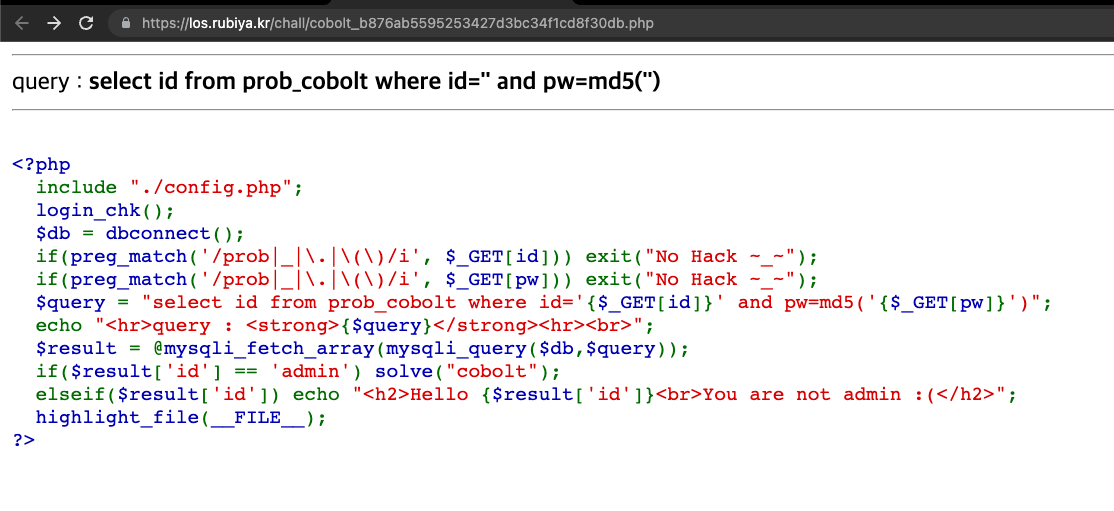 https://los.rubiya.kr/chall/cobolt_b876ab5595253427d3bc34f1cd8f30db.php
query : select id from prob_cobolt where id='' and pw=md5('')
<?php
  include "./config.php";
  login_chk();
  $db = dbconnect();
  if(preg_match('/prob|_|\.|\(\)/i', $_GET[id])) exit("No Hack ~_~");
  if(preg_match('/prob|_|\.|\(\)/i', $_GET[pw])) exit("No Hack ~_~");
  $query = "select id from prob_cobolt where id='{$_GET[id]}' and pw=md5('{$_GET[pw]}')";
  echo "<hr>query : <strong>{$query}</strong><hr><br>";
  $result = @mysqli_fetch_array(mysqli_query($db,$query));
  if($result['id'] == 'admin') solve("cobolt");
  elseif($result['id']) echo "<h2>Hello {$result['id']}<br>You are not admin :(</h2>";
  highlight_file(__FILE__);
?>